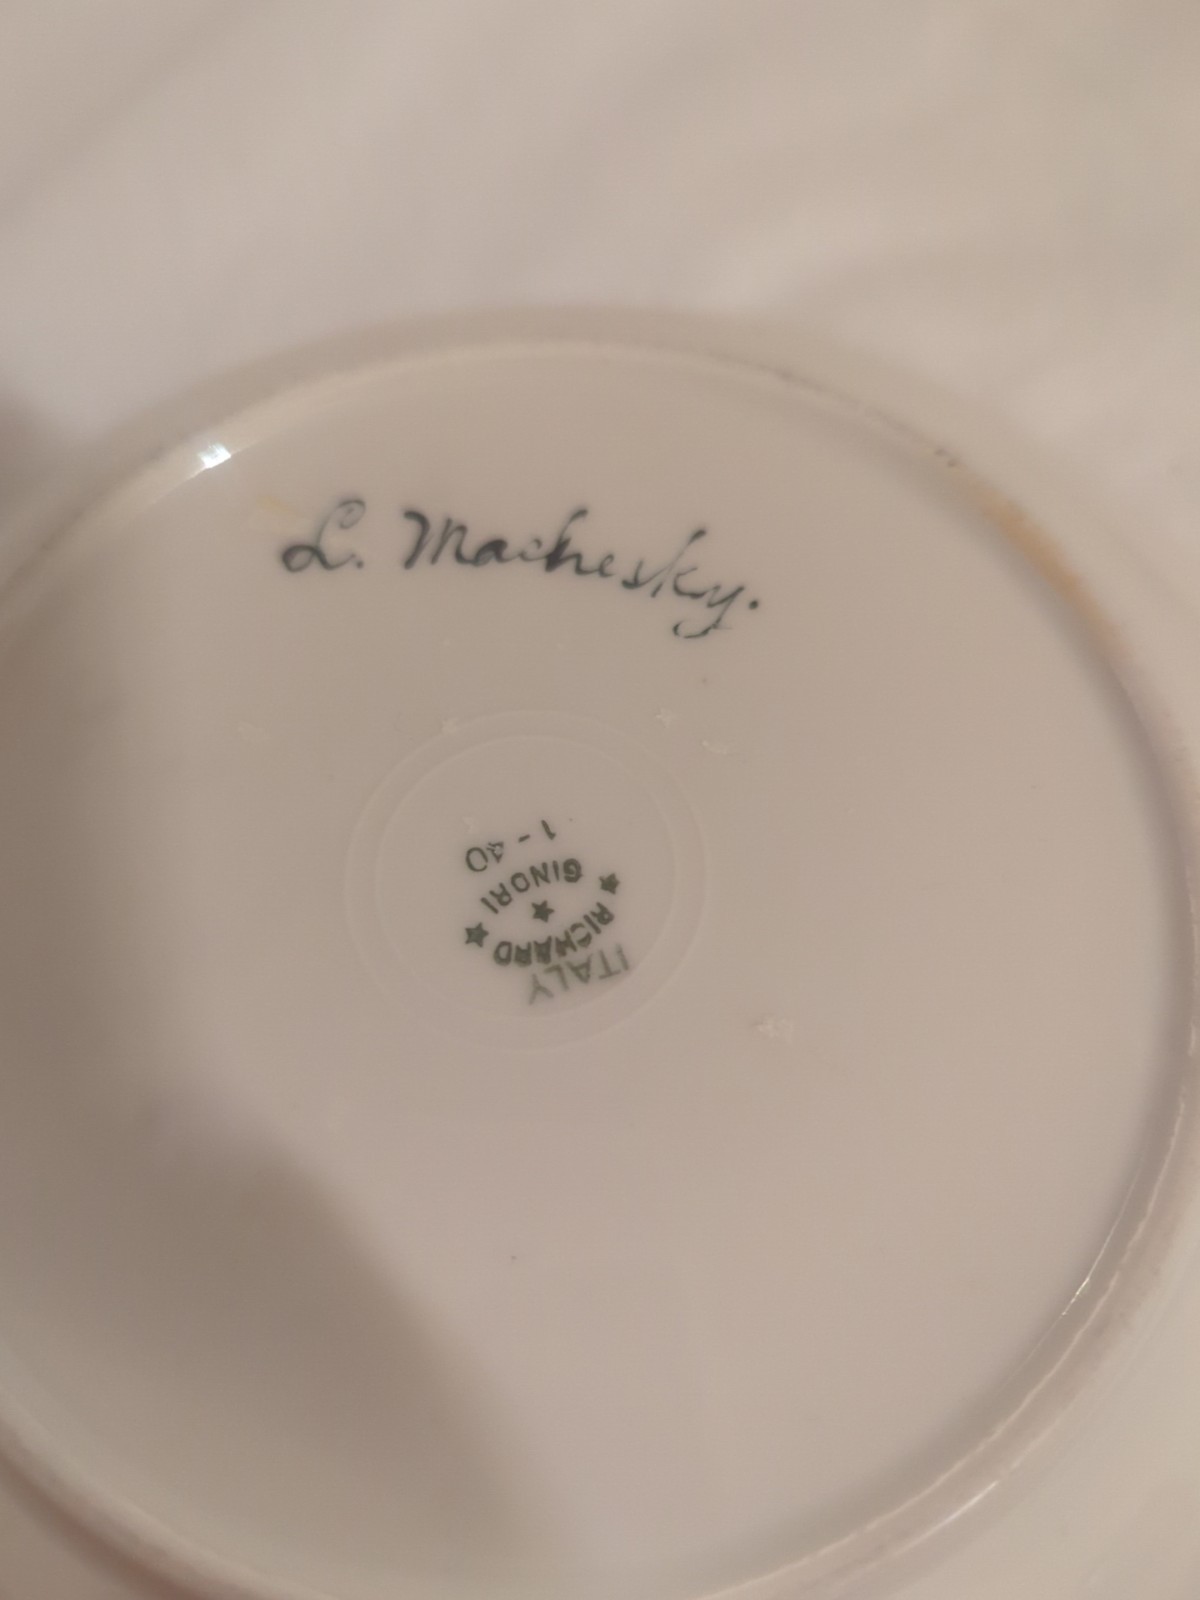 L. Machesky.
ITALY
RICHARD
GINORI
1-40